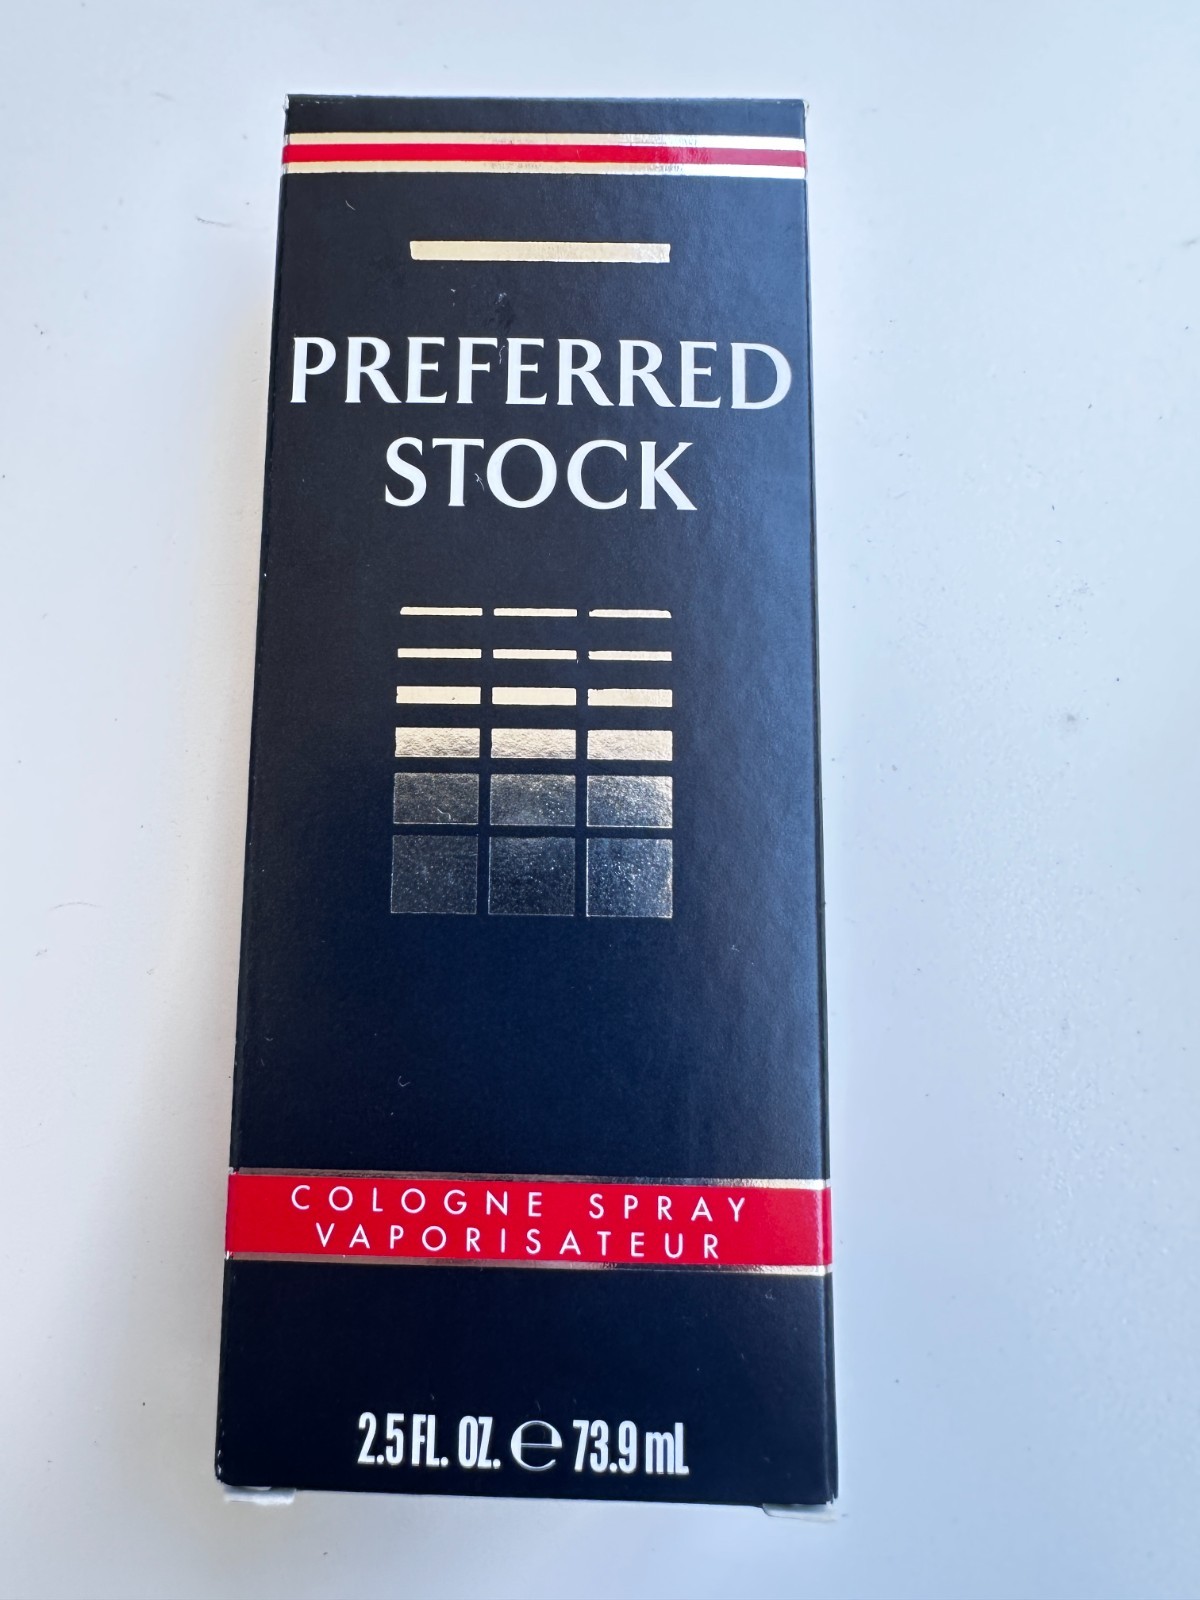 PREFERRED
STOCK
COLOGNE SPRAY
VAPORISATEUR
2.5 FL. OZ. ℮ 73.9 mL